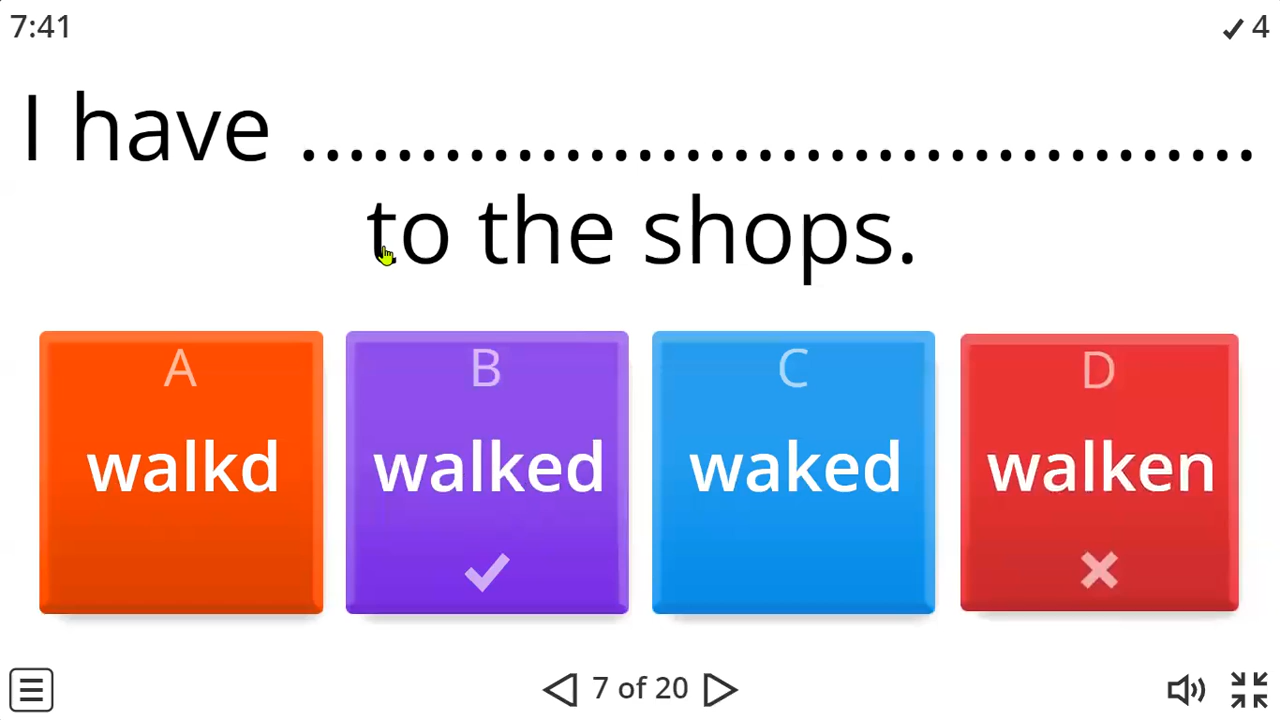 7:41
✓ 4
I have .......................................
to the shops.
A
walkd
B
walked
C
waked
D
walken
7 of 20